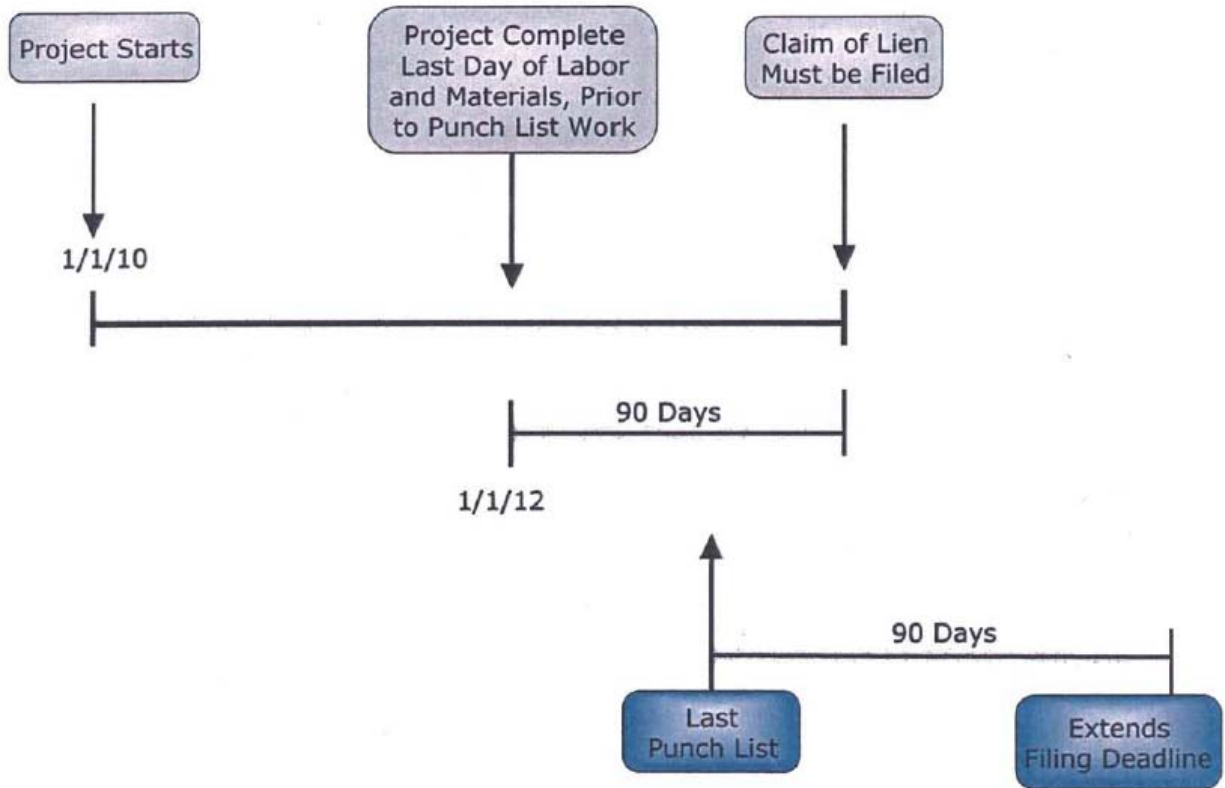 Project Starts
Project Complete
Last Day of Labor
and Materials, Prior
to Punch List Work
Claim of Lien
Must be Filed
1/1/10
90 Days
1/1/12
90 Days
Last
Punch List
Extends
Filing Deadline